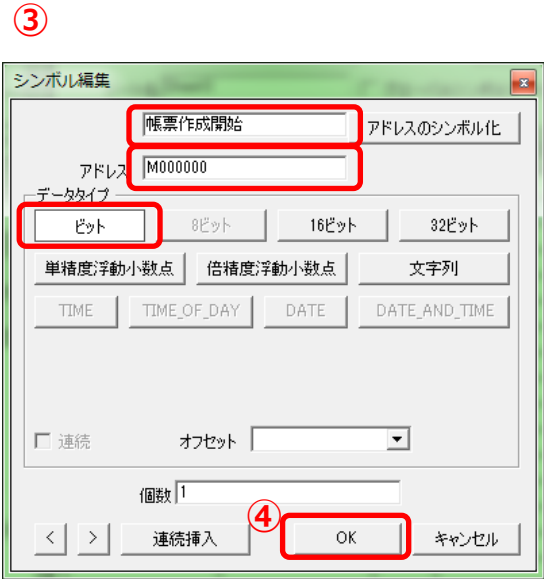 ③
シンボル編集
帳票作成開始 アドレスのシンボル化
アドレス M000000
データタイプ
ビット 8ビット 16ビット 32ビット
単精度浮動小数点 倍精度浮動小数点 文字列
TIME TIME_OF_DAY DATE DATE_AND_TIME
連続 オフセット
個数 1
④
< > 連続挿入 OK キャンセル